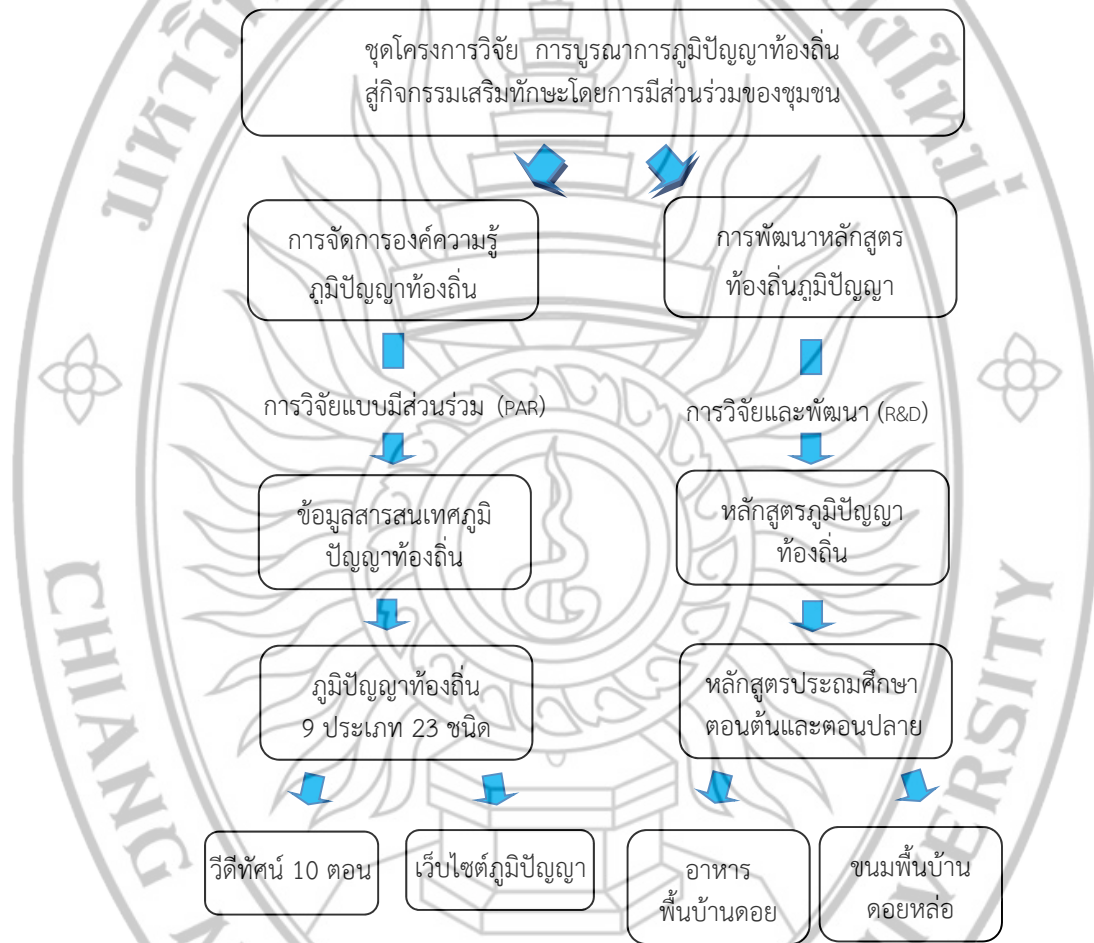 ชุดโครงการวิจัย การบูรณาการภูมิปัญญาท้องถิ่น
สู่กิจกรรมเสริมทักษะโดยการมีส่วนร่วมของชุมชน
การจัดการองค์ความรู้
ภูมิปัญญาท้องถิ่น
การพัฒนาหลักสูตร
ท้องถิ่นภูมิปัญญา
การวิจัยแบบมีส่วนร่วม (PAR)
การวิจัยและพัฒนา (R&D)
ข้อมูลสารสนเทศภูมิ
ปัญญาท้องถิ่น
หลักสูตรภูมิปัญญา
ท้องถิ่น
ภูมิปัญญาท้องถิ่น
9 ประเภท 23 ชนิด
หลักสูตรประถมศึกษา
ตอนต้นและตอนปลาย
วีดีทัศน์ 10 ตอน
เว็บไซต์ภูมิปัญญา
อาหาร
พื้นบ้านดอย
ขนมพื้นบ้าน
ดอยหล่อ
CHIANG